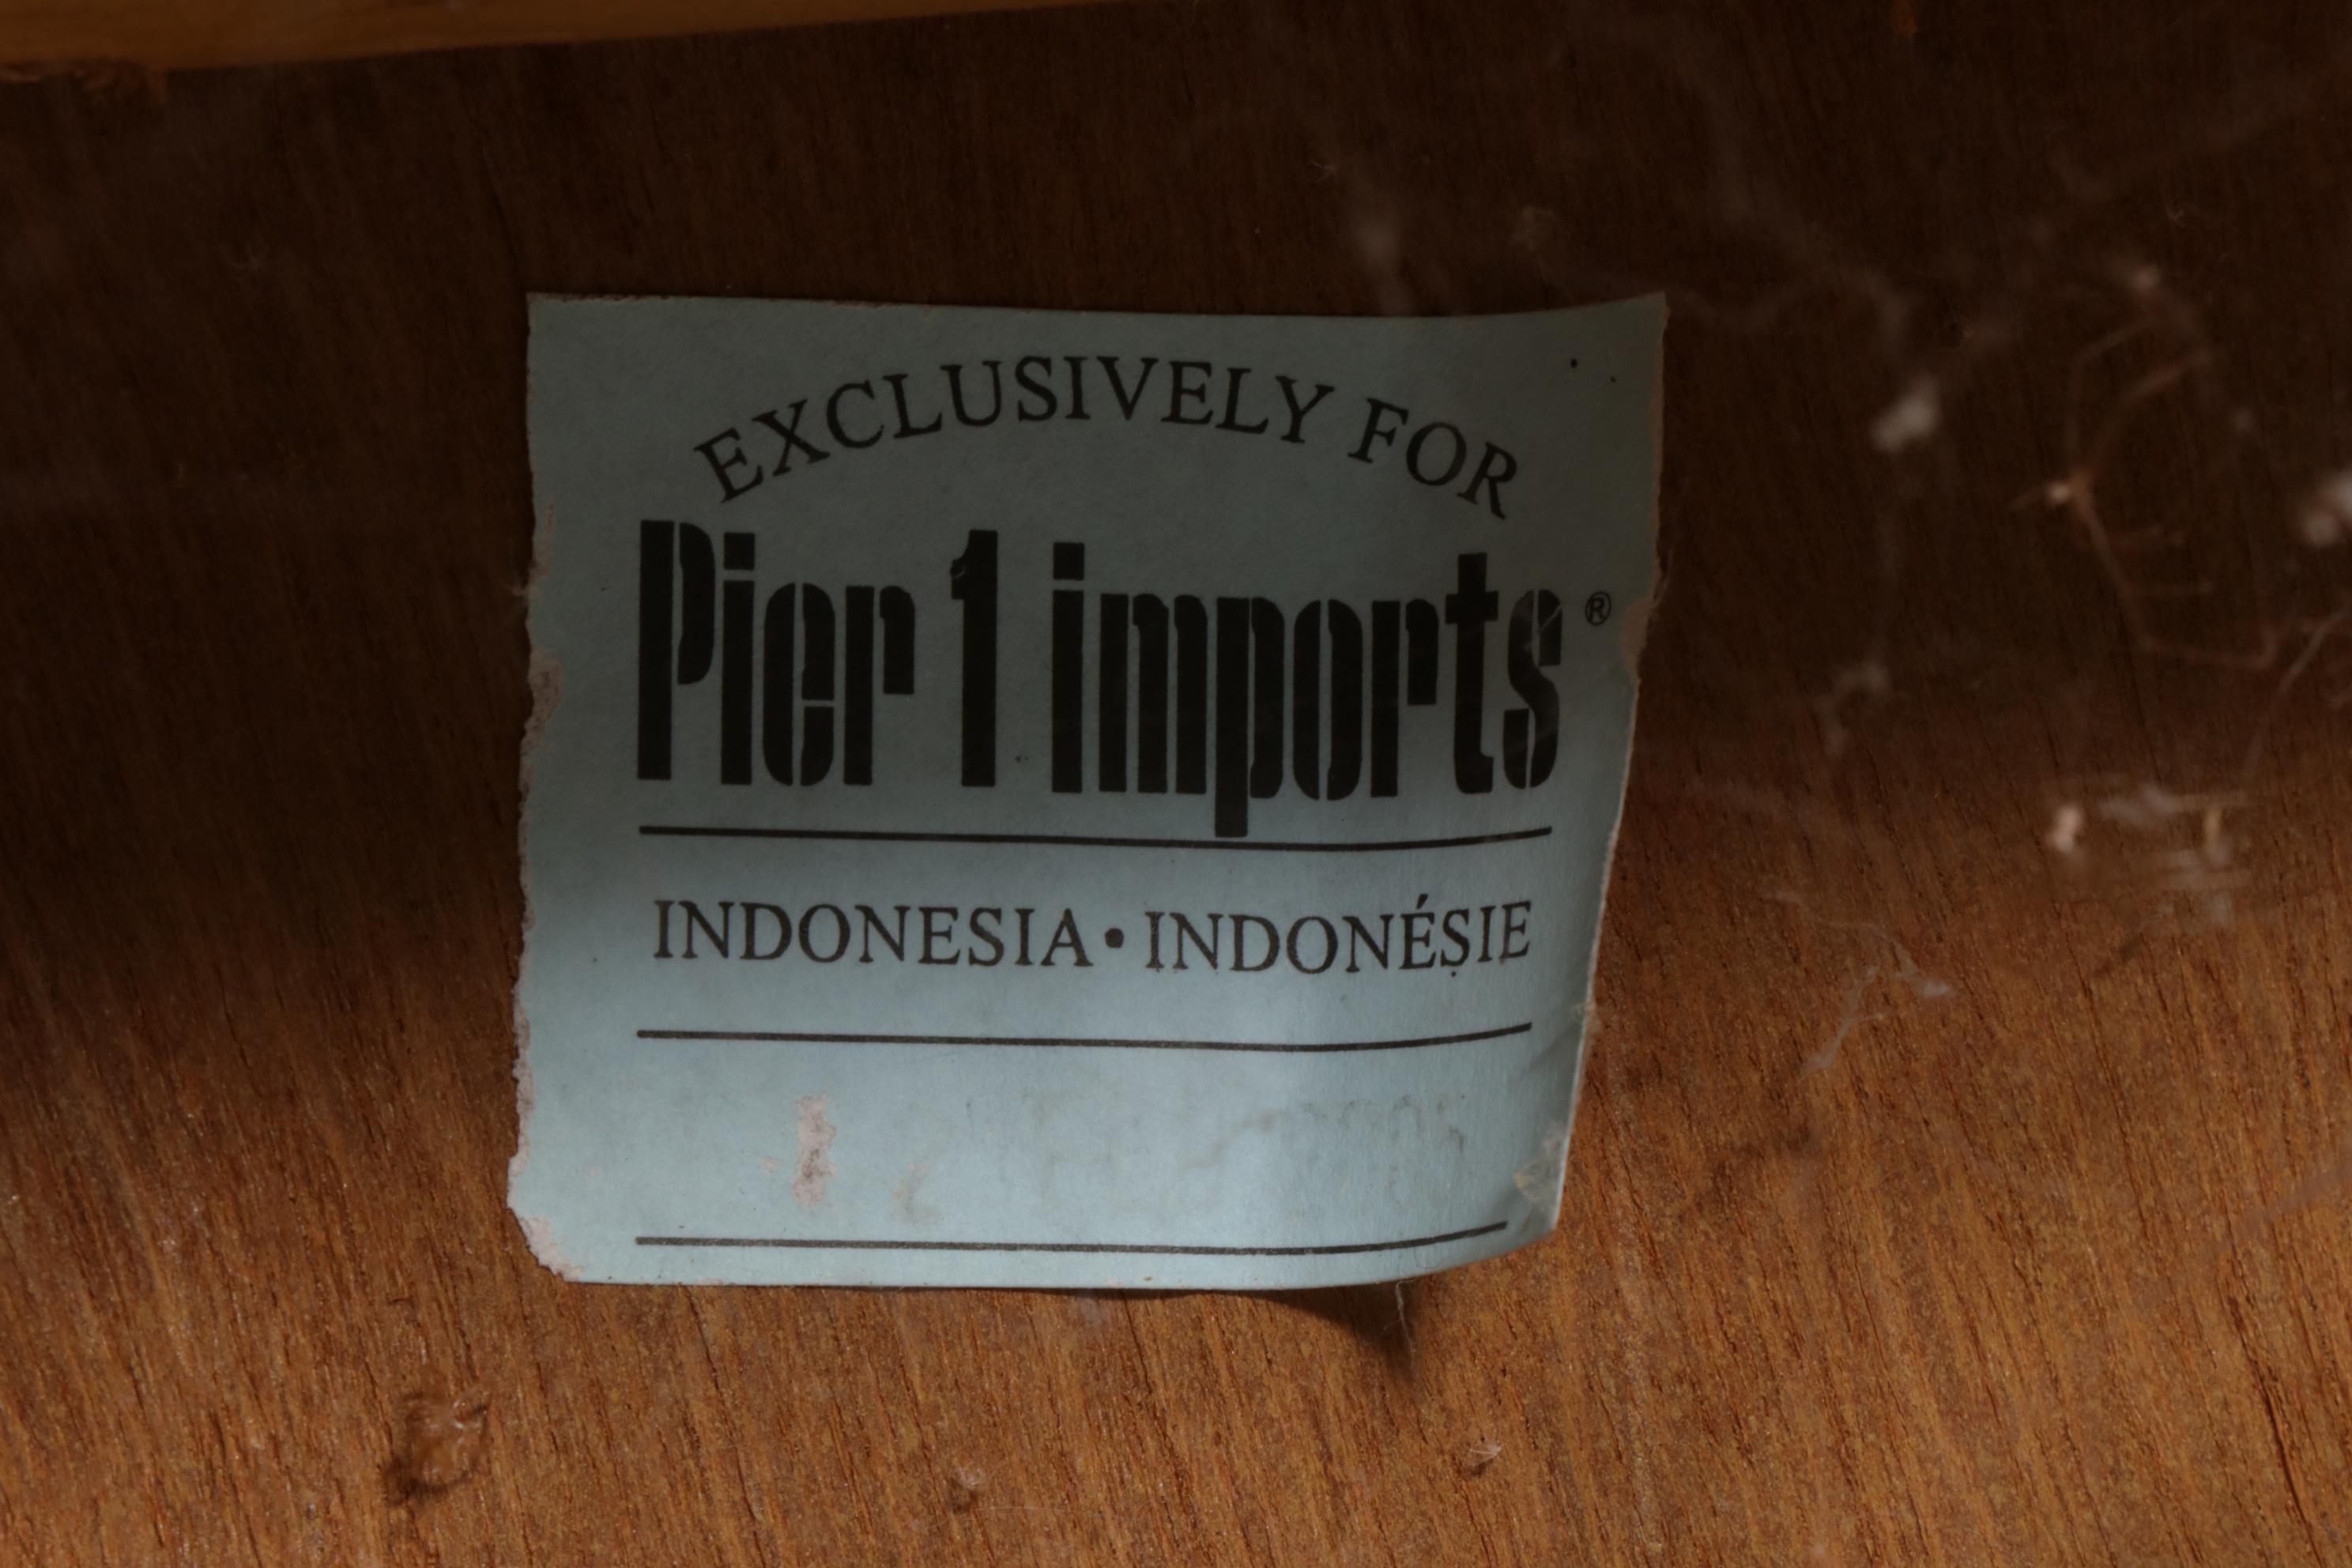 EXCLUSIVELY FOR
Pier 1 imports®
INDONESIA • INDONÉSIE